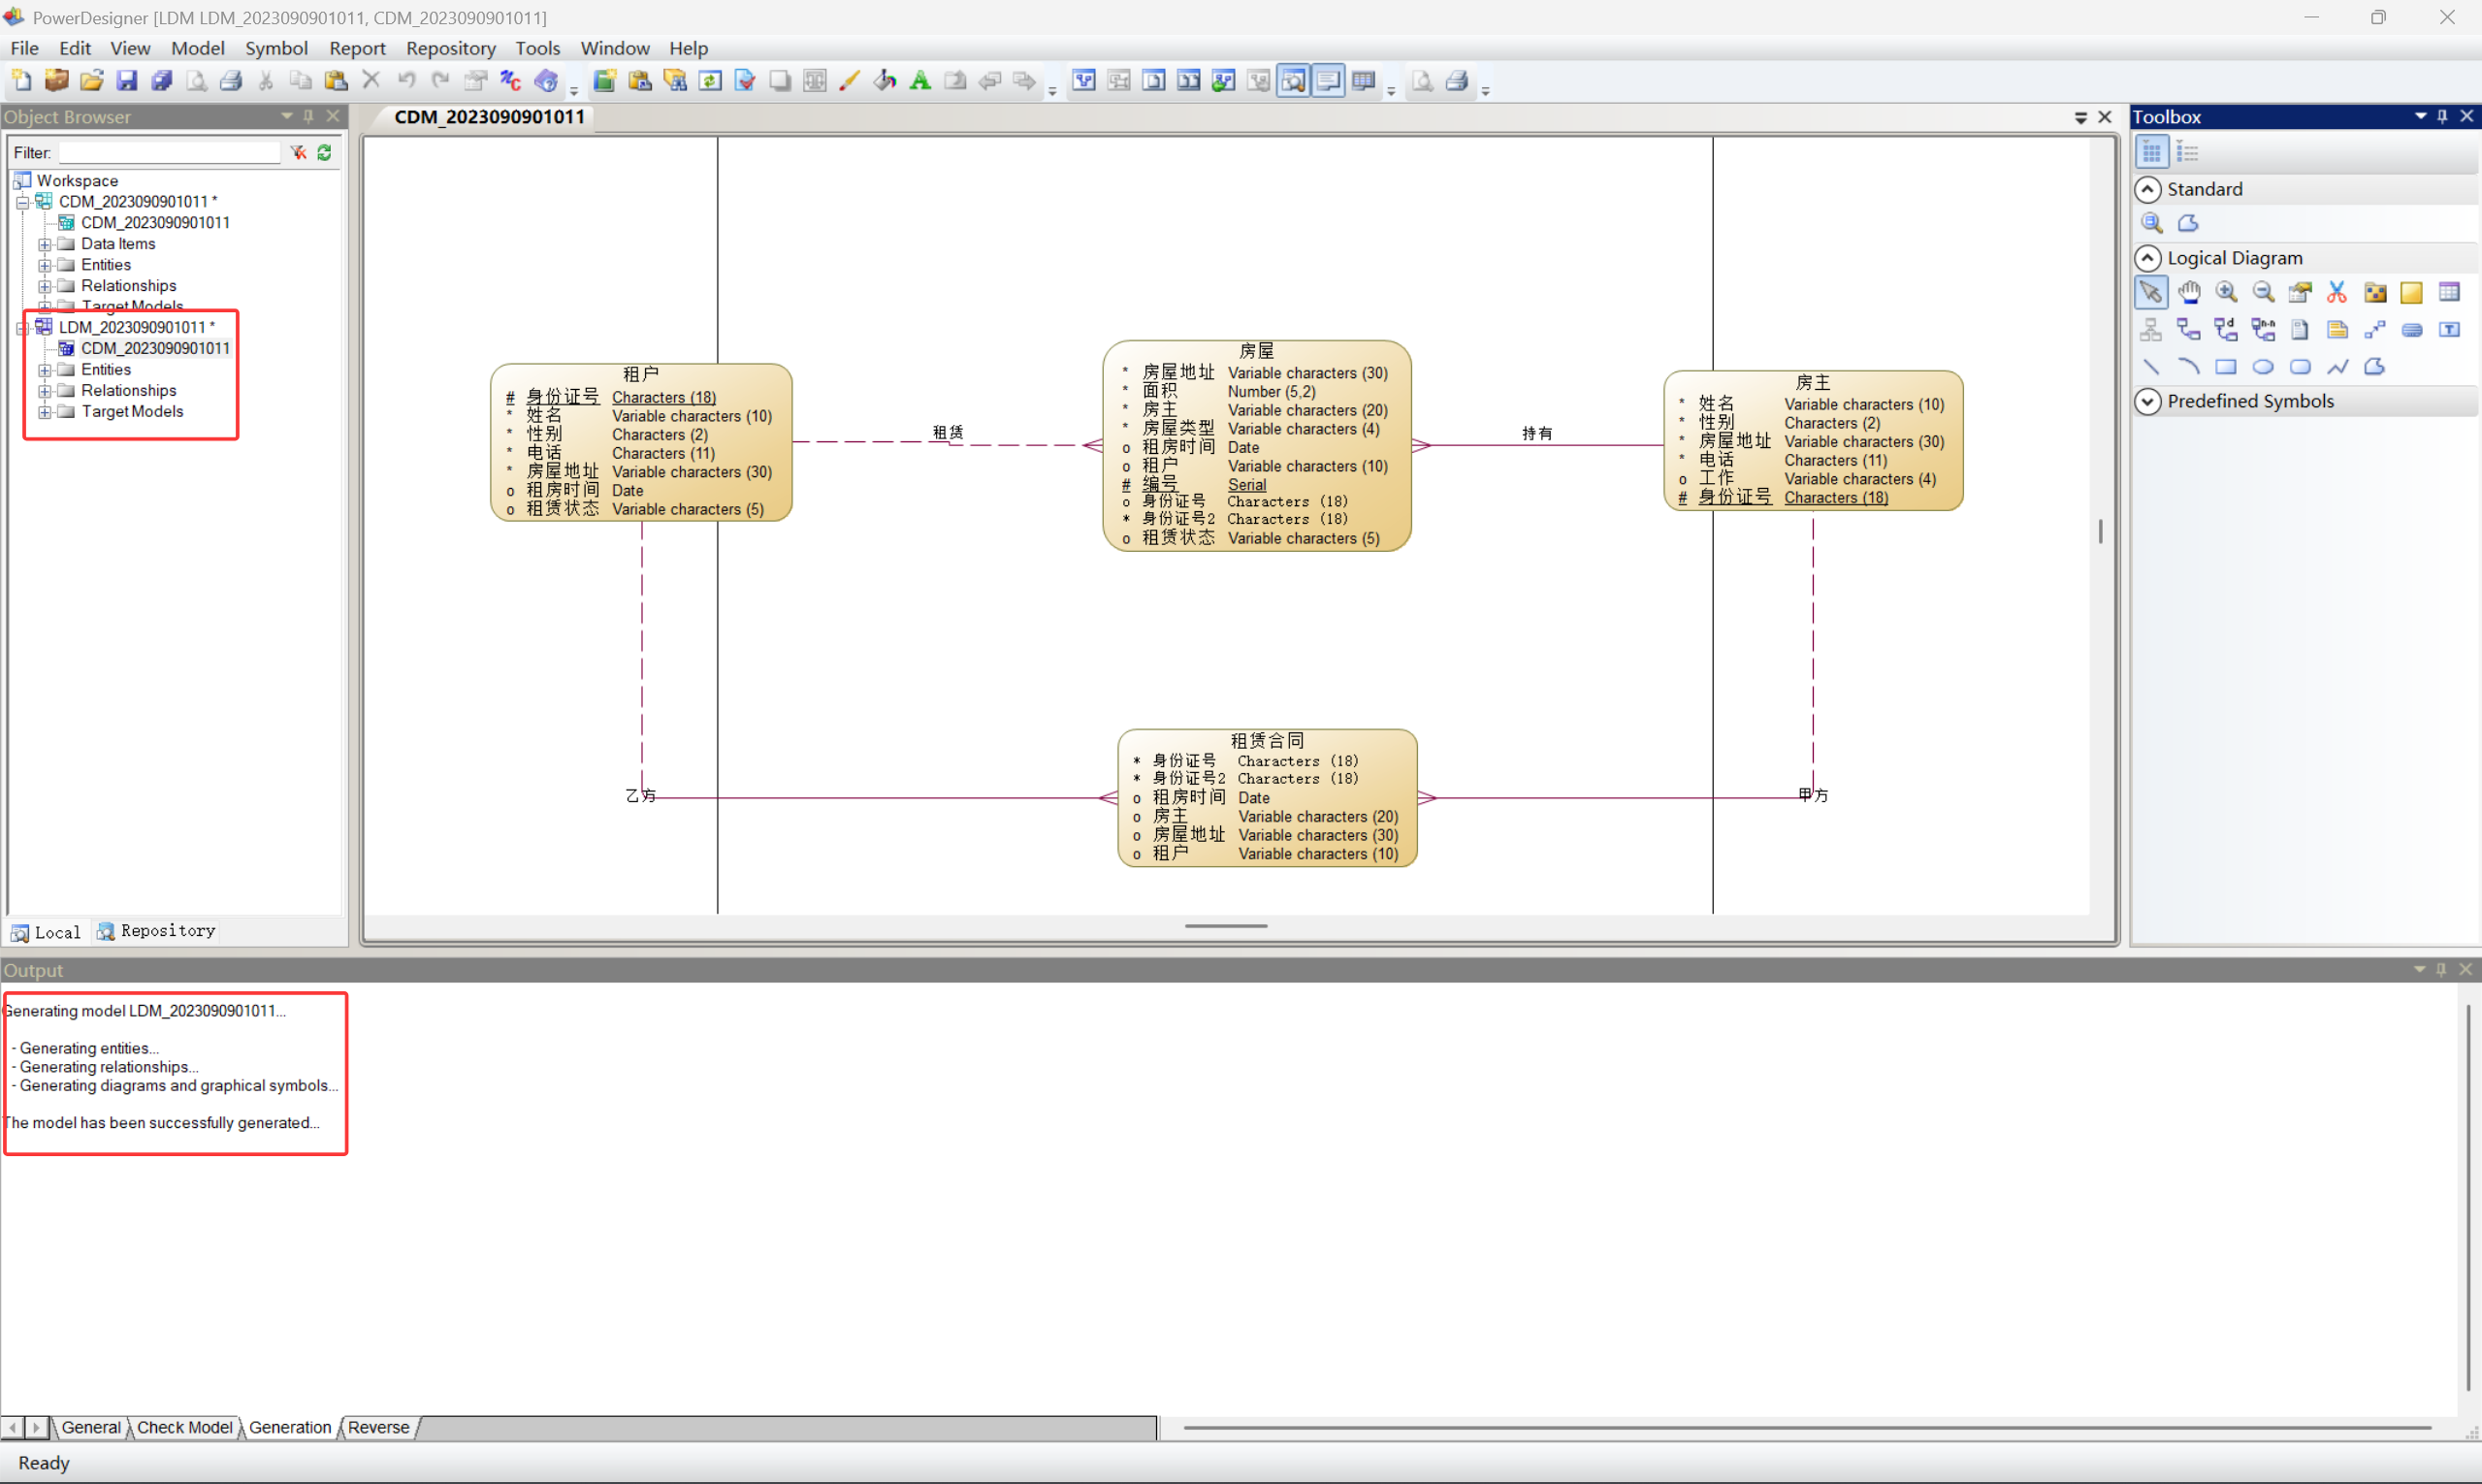 PowerDesigner [LDM LDM_2023090901011, CDM_2023090901011]
File Edit View Model Symbol Report Repository Tools Window Help
Object Browser
Filter:
Workspace
CDM_2023090901011 *
CDM_2023090901011
Data Items
Entities
Relationships
Target Models
LDM_2023090901011 *
CDM_2023090901011
Entities
Relationships
Target Models
Local Repository
CDM_2023090901011
租户
# 身份证号 Characters (18)
* 姓名 Variable characters (10)
* 性别 Characters (2)
* 电话 Characters (11)
* 房屋地址 Variable characters (30)
o 租房时间 Date
o 租赁状态 Variable characters (5)
租赁
房屋
* 房屋地址 Variable characters (30)
* 面积 Number (5,2)
* 房主 Variable characters (20)
* 房屋类型 Variable characters (4)
o 租房时间 Date
o 租户 Variable characters (10)
# 编号 Serial
o 身份证号 Characters (18)
* 身份证号2 Characters (18)
o 租赁状态 Variable characters (5)
持有
房主
* 姓名 Variable characters (10)
* 性别 Characters (2)
* 房屋地址 Variable characters (30)
* 电话 Characters (11)
o 工作 Variable characters (4)
# 身份证号 Characters (18)
乙方
租赁合同
* 身份证号 Characters (18)
* 身份证号2 Characters (18)
o 租房时间 Date
o 房主 Variable characters (20)
o 房屋地址 Variable characters (30)
o 租户 Variable characters (10)
甲方
Toolbox
Standard
Logical Diagram
Predefined Symbols
Output
Generating model LDM_2023090901011...
- Generating entities...
- Generating relationships...
- Generating diagrams and graphical symbols...
The model has been successfully generated...
General Check Model Generation Reverse
Ready